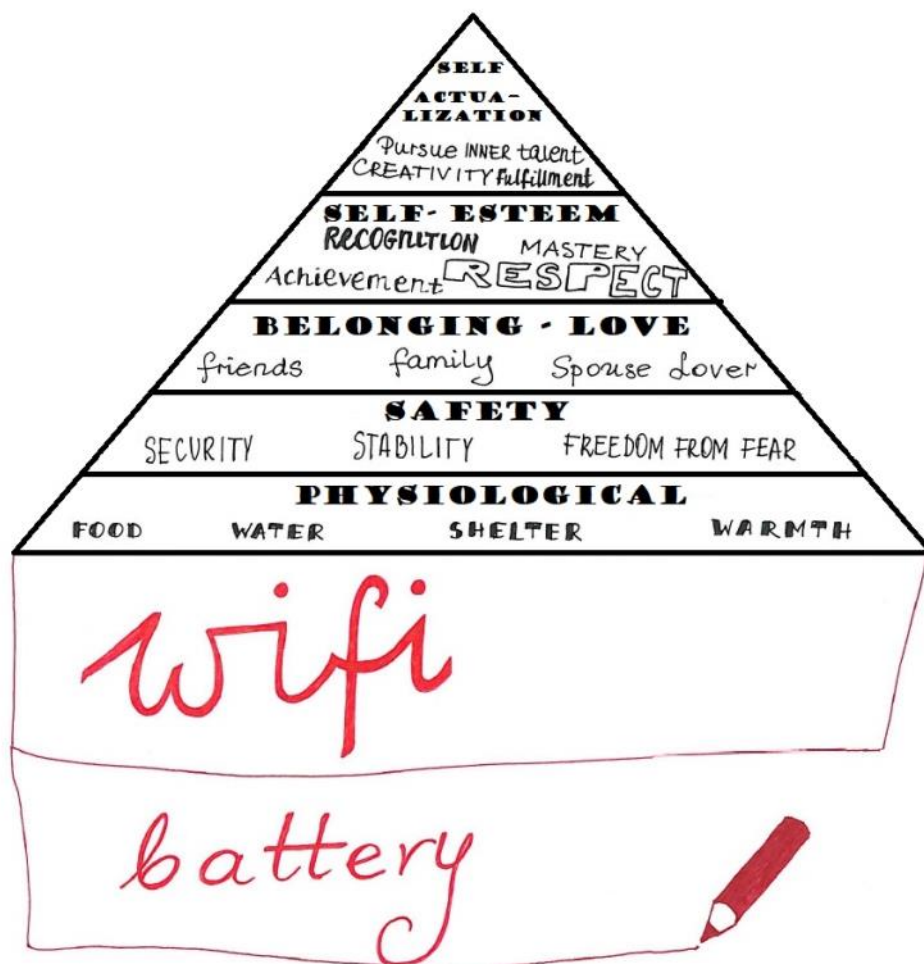 SELF
ACTUA-
LIZATION
Pursue INNER talent
CREATIVITY Fulfillment
SELF- ESTEEM
RECOGNITION MASTERY
Achievement RESPECT
BELONGING - LOVE
friends family Spouse Lover
SAFETY
SECURITY STABILITY FREEDOM FROM FEAR
PHYSIOLOGICAL
FOOD WATER SHELTER WARMTH
wifi
battery